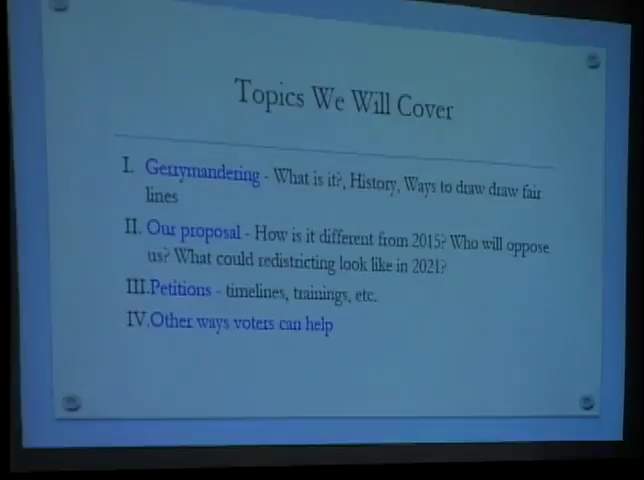 Topics We Will Cover
I. Gerrymandering - What is it?, History, Ways to draw draw fair
lines
II. Our proposal - How is it different from 2015? Who will oppose
us? What could redistricting look like in 2021?
III.Petitions - timelines, trainings, etc.
IV.Other ways voters can help